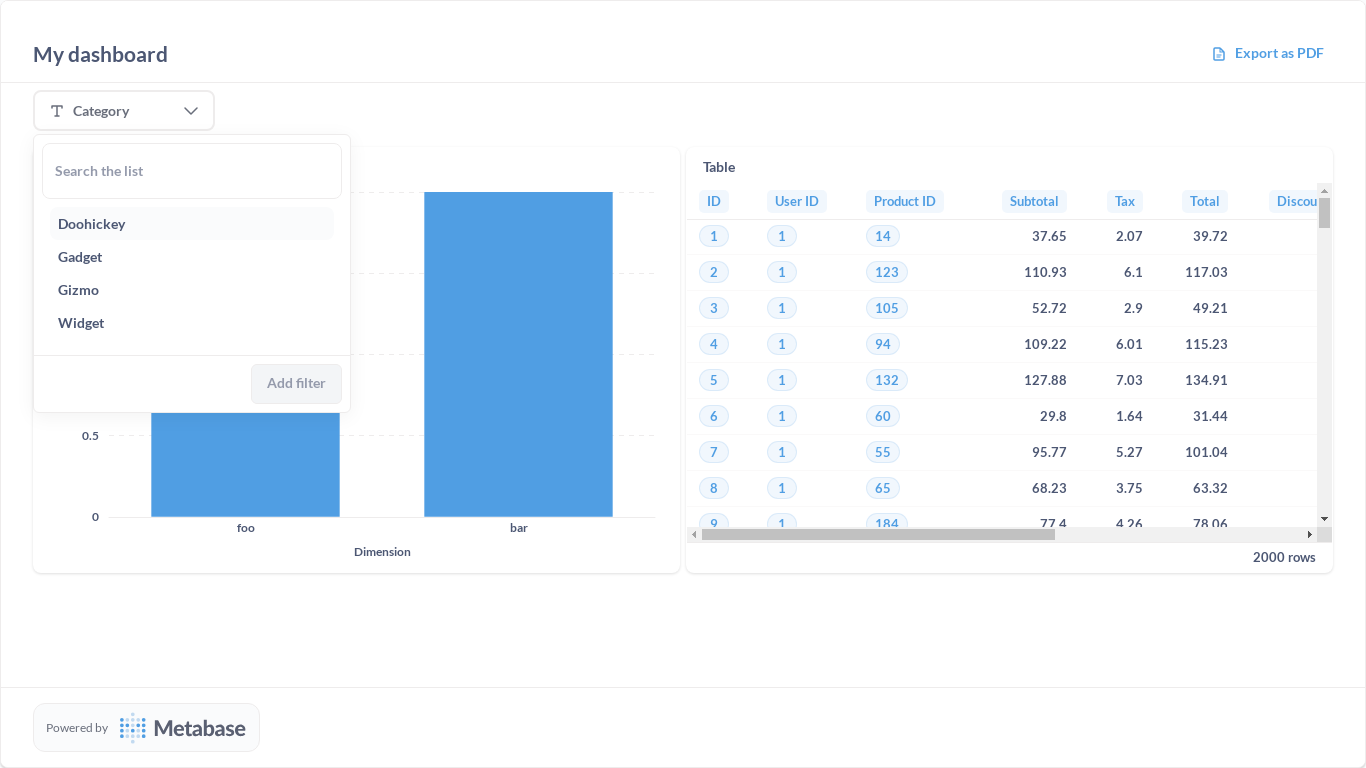 My dashboard
Export as PDF
Category
Search the list
Doohickey
Gadget
Gizmo
Widget
Add filter
0.5
0
foo bar
Dimension
Table
ID User ID Product ID Subtotal Tax Total Discou
1 1 14 37.65 2.07 39.72
2 1 123 110.93 6.1 117.03
3 1 105 52.72 2.9 49.21
4 1 94 109.22 6.01 115.23
5 1 132 127.88 7.03 134.91
6 1 60 29.8 1.64 31.44
7 1 55 95.77 5.27 101.04
8 1 65 68.23 3.75 63.32
9 1 184 77.4 4.26 78.06
2000 rows
Powered by Metabase